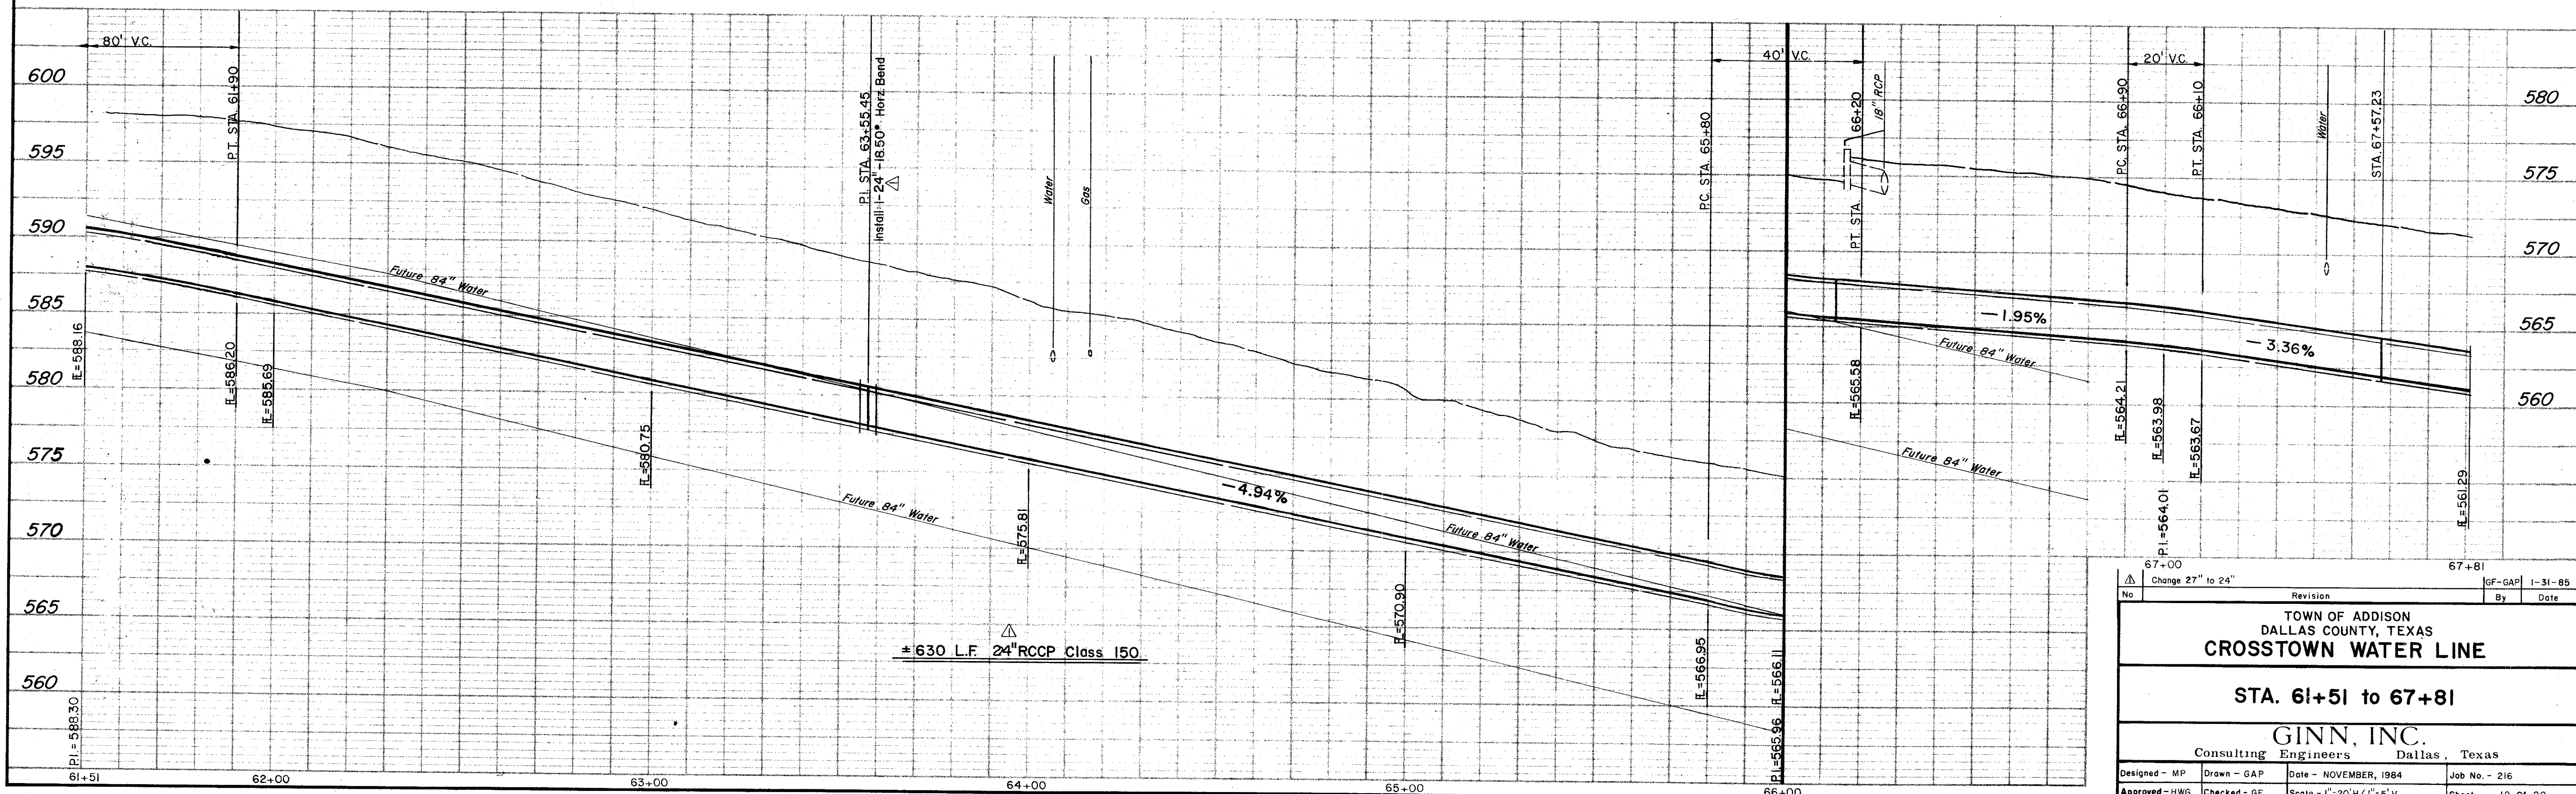 80' V.C.
P.T. STA. 61+90
P.I. STA. 63+55.45
Install: 1-24"-18.50° Horz. Bend
Water
Gas
P.C. STA. 65+80
40' V.C.
P.T. STA. 66+20
18" RCP
P.C. STA. 66+90
20' V.C.
P.T. STA. 66+10
Water
STA. 67+57.23
600
595
590
585
580
575
570
565
560
580
575
570
565
560
Future 84" Water
Future 84" Water
Future 84" Water
Future 84" Water
Future 84" Water
-4.94%
-1.95%
-3.36%
FL=588.16
FL=586.20
FL=585.69
FL=580.75
FL=575.81
FL=570.90
FL=566.95
FL=566.11
FL=565.58
FL=564.21
FL=563.98
FL=563.67
FL=561.29
P.I.=588.30
P.I.=565.96
P.I.=564.01
±630 L.F. 24" RCCP Class 150
61+51
62+00
63+00
64+00
65+00
66+00
67+00
67+81
1 Change 27" to 24" GF-GAP 1-31-85
No Revision By Date
TOWN OF ADDISON
DALLAS COUNTY, TEXAS
CROSSTOWN WATER LINE
STA. 61+51 to 67+81
GINN, INC.
Consulting Engineers Dallas, Texas
Designed - MP Drawn - GAP Date - NOVEMBER, 1984 Job No. - 216
Approved - HWG Checked - GF Scale - 1"=20' H / 1"=5' V Sheet